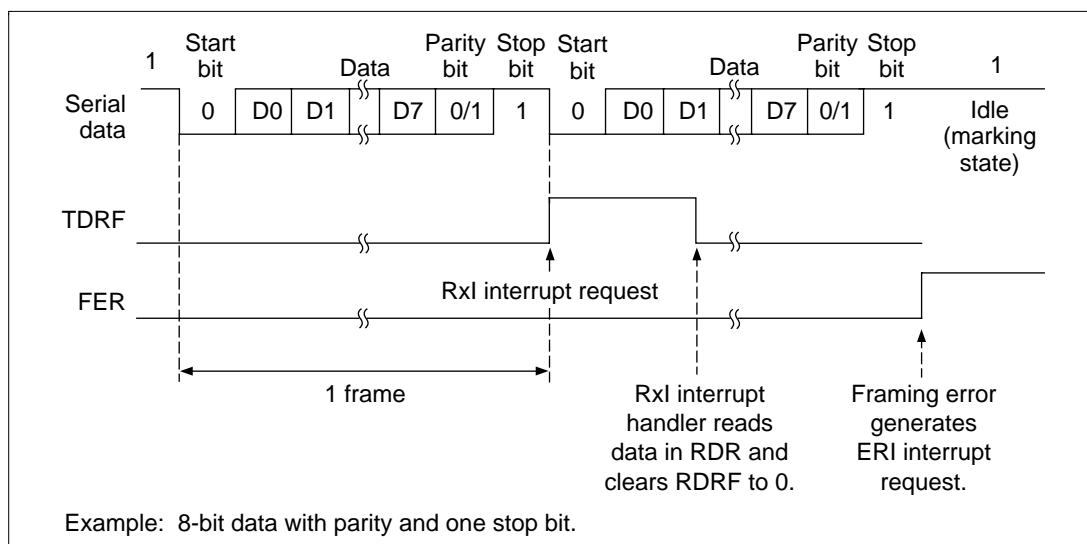 1 Start bit Data Parity bit Stop bit Start bit Data Parity bit Stop bit 1
Serial data 0 D0 D1 D7 0/1 1 0 D0 D1 D7 0/1 1 Idle (marking state)
TDRF
RxI interrupt request
FER
1 frame
RxI interrupt
handler reads
data in RDR and
clears RDRF to 0.
Framing error
generates
ERI interrupt
request.
Example: 8-bit data with parity and one stop bit.